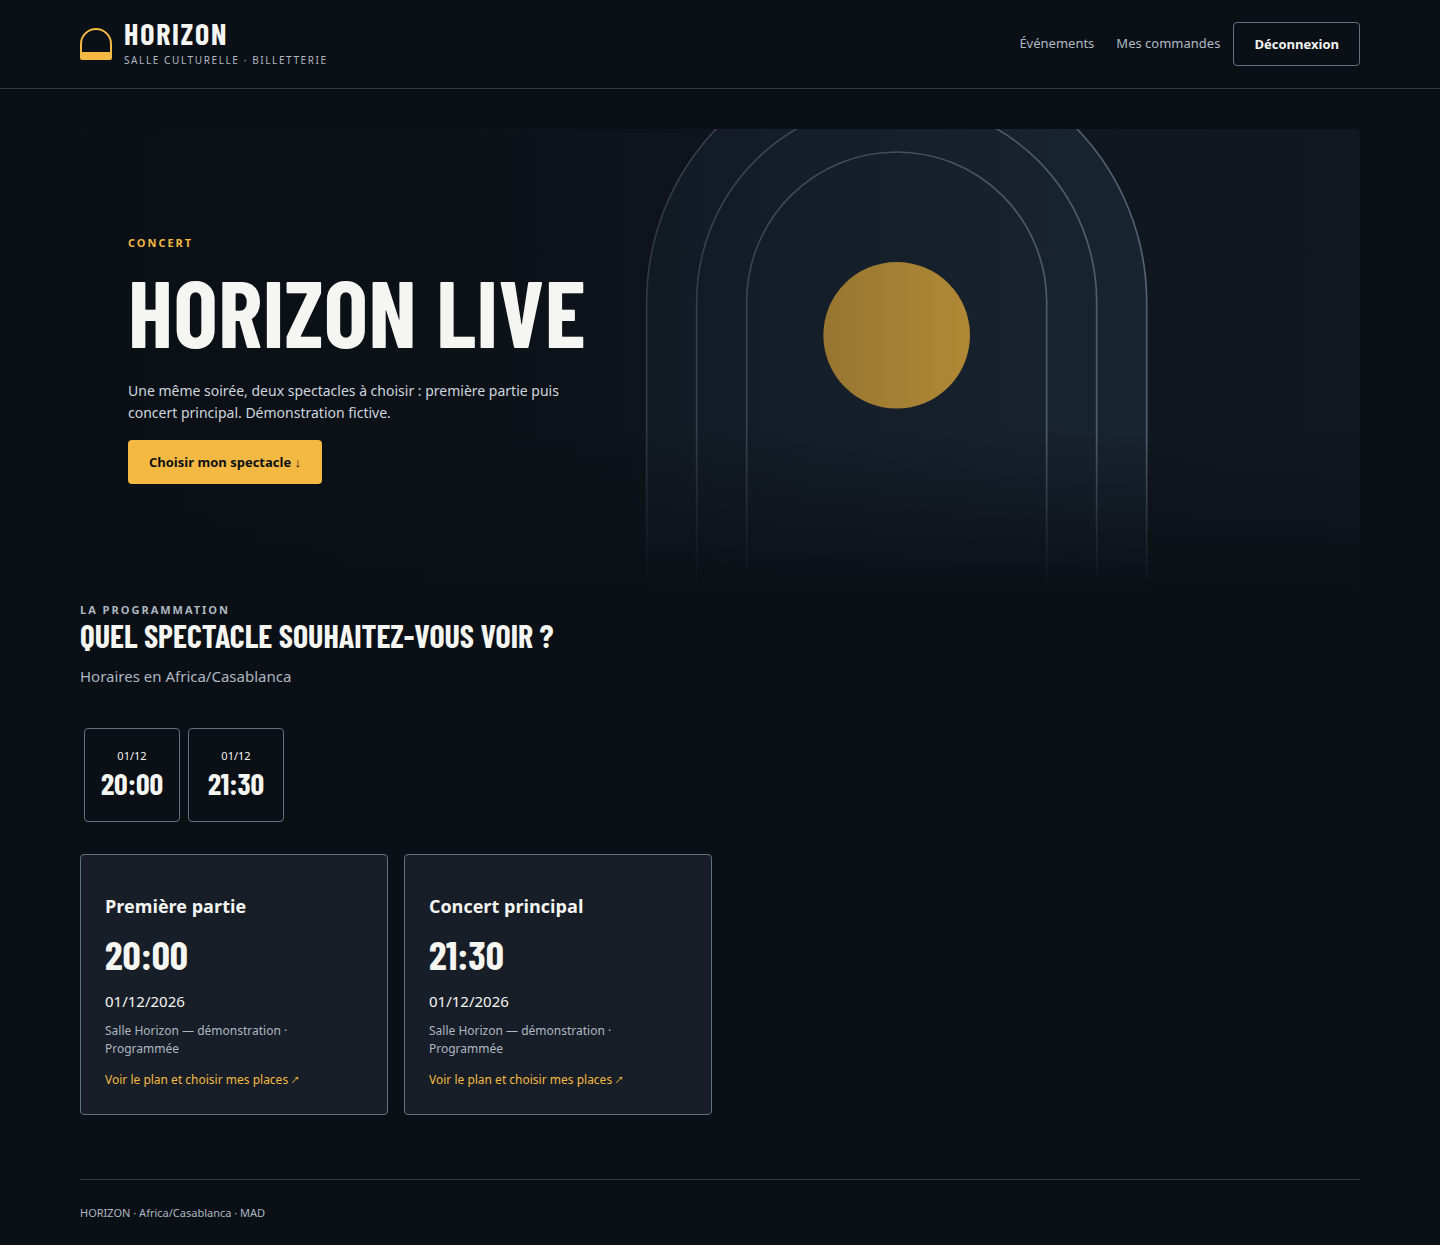 HORIZON
SALLE CULTURELLE · BILLETTERIE
Événements
Mes commandes
Déconnexion
CONCERT
HORIZON LIVE
Une même soirée, deux spectacles à choisir : première partie puis
concert principal. Démonstration fictive.
Choisir mon spectacle ↓
LA PROGRAMMATION
QUEL SPECTACLE SOUHAITEZ-VOUS VOIR ?
Horaires en Africa/Casablanca
01/12
20:00
01/12
21:30
Première partie
20:00
01/12/2026
Salle Horizon — démonstration ·
Programmée
Voir le plan et choisir mes places ↗
Concert principal
21:30
01/12/2026
Salle Horizon — démonstration ·
Programmée
Voir le plan et choisir mes places ↗
HORIZON · Africa/Casablanca · MAD